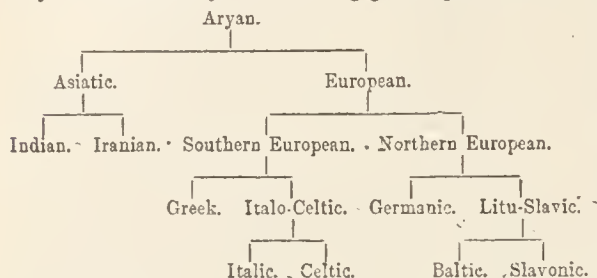 Aryan.
Asiatic. European.
Indian. Iranian. Southern European. Northern European.
Greek. Italo-Celtic. Germanic. Litu-Slavic.
Italic. Celtic. Baltic. Slavonic.